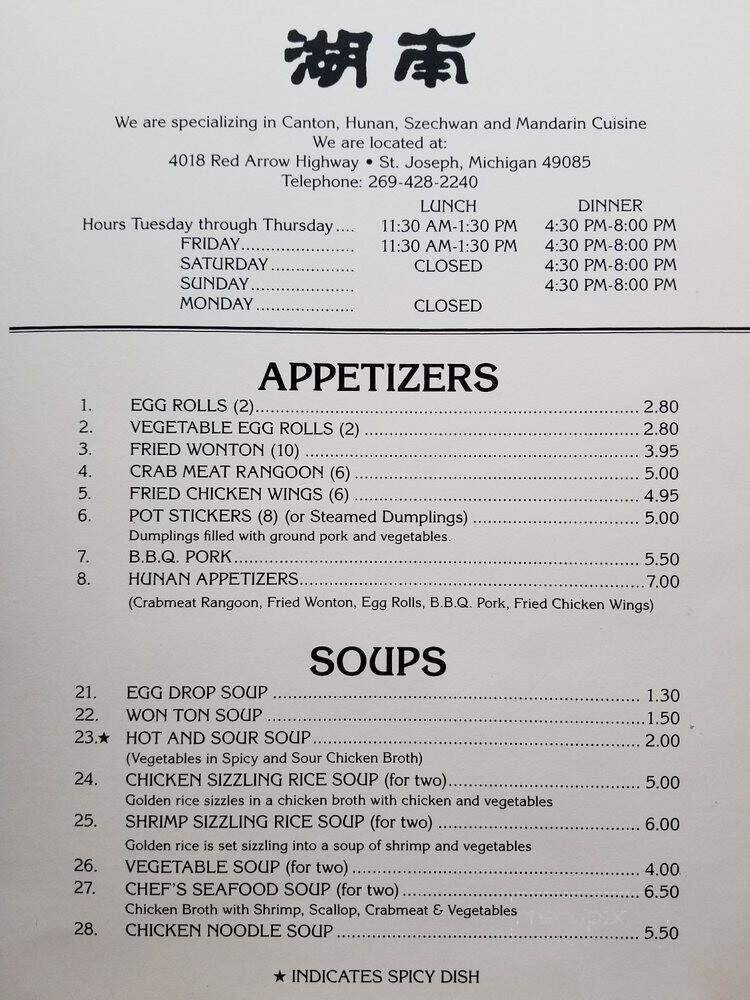 湖南
We are specializing in Canton, Hunan, Szechwan and Mandarin Cuisine
We are located at:
4018 Red Arrow Highway • St. Joseph, Michigan 49085
Telephone: 269-428-2240
LUNCH DINNER
Hours Tuesday through Thursday.... 11:30 AM-1:30 PM 4:30 PM-8:00 PM
FRIDAY...................... 11:30 AM-1:30 PM 4:30 PM-8:00 PM
SATURDAY................ CLOSED 4:30 PM-8:00 PM
SUNDAY.................... 4:30 PM-8:00 PM
MONDAY................... CLOSED
APPETIZERS
1. EGG ROLLS (2)........ 2.80
2. VEGETABLE EGG ROLLS (2) ........ 2.80
3. FRIED WONTON (10) ........ 3.95
4. CRAB MEAT RANGOON (6) ........ 5.00
5. FRIED CHICKEN WINGS (6) ........ 4.95
6. POT STICKERS (8) (or Steamed Dumplings) ........ 5.00
Dumplings filled with ground pork and vegetables.
7. B.B.Q. PORK........ 5.50
8. HUNAN APPETIZERS........ 7.00
(Crabmeat Rangoon, Fried Wonton, Egg Rolls, B.B.Q. Pork, Fried Chicken Wings)
SOUPS
21. EGG DROP SOUP ........ 1.30
22. WON TON SOUP ........ 1.50
23.★ HOT AND SOUR SOUP........ 2.00
(Vegetables in Spicy and Sour Chicken Broth)
24. CHICKEN SIZZLING RICE SOUP (for two)........ 5.00
Golden rice sizzles in a chicken broth with chicken and vegetables
25. SHRIMP SIZZLING RICE SOUP (for two) ........ 6.00
Golden rice is set sizzling into a soup of shrimp and vegetables
26. VEGETABLE SOUP (for two) ........ 4.00
27. CHEF'S SEAFOOD SOUP (for two)........ 6.50
Chicken Broth with Shrimp, Scallop, Crabmeat & Vegetables
28. CHICKEN NOODLE SOUP ........ 5.50
★ INDICATES SPICY DISH